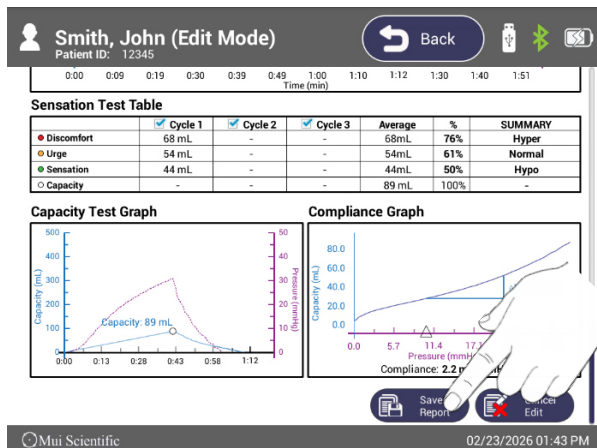 Smith, John (Edit Mode)
Patient ID: 12345
Back
0:00 0:09 0:19 0:30 0:39 0:49 1:00 1:10 1:12 1:30 1:40 1:51
Time (min)
Sensation Test Table
Cycle 1 Cycle 2 Cycle 3 Average % SUMMARY
Discomfort 68 mL - - 68mL 76% Hyper
Urge 54 mL - - 54mL 61% Normal
Sensation 44 mL - - 44mL 50% Hypo
Capacity - - - 89 mL 100% -
Capacity Test Graph
500 400 300 200 100 0
Capacity (mL)
50 40 30 20 10 0
Pressure (mmHg)
Capacity: 89 mL
0:00 0:13 0:28 0:43 0:58 1:12
Compliance Graph
80.0 60.0 40.0 20.0 0.0
Capacity (mL)
0.0 5.7 11.4 17.1
Pressure (mmH
Compliance: 2.2 m
Save
Report
Cancel
Edit
Mui Scientific
02/23/2026 01:43 PM